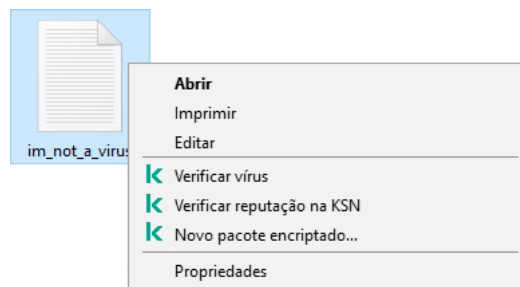 Abrir
Imprimir
Editar
im_not_a_virus
Verificar vírus
Verificar reputação na KSN
Novo pacote encriptado...
Propriedades